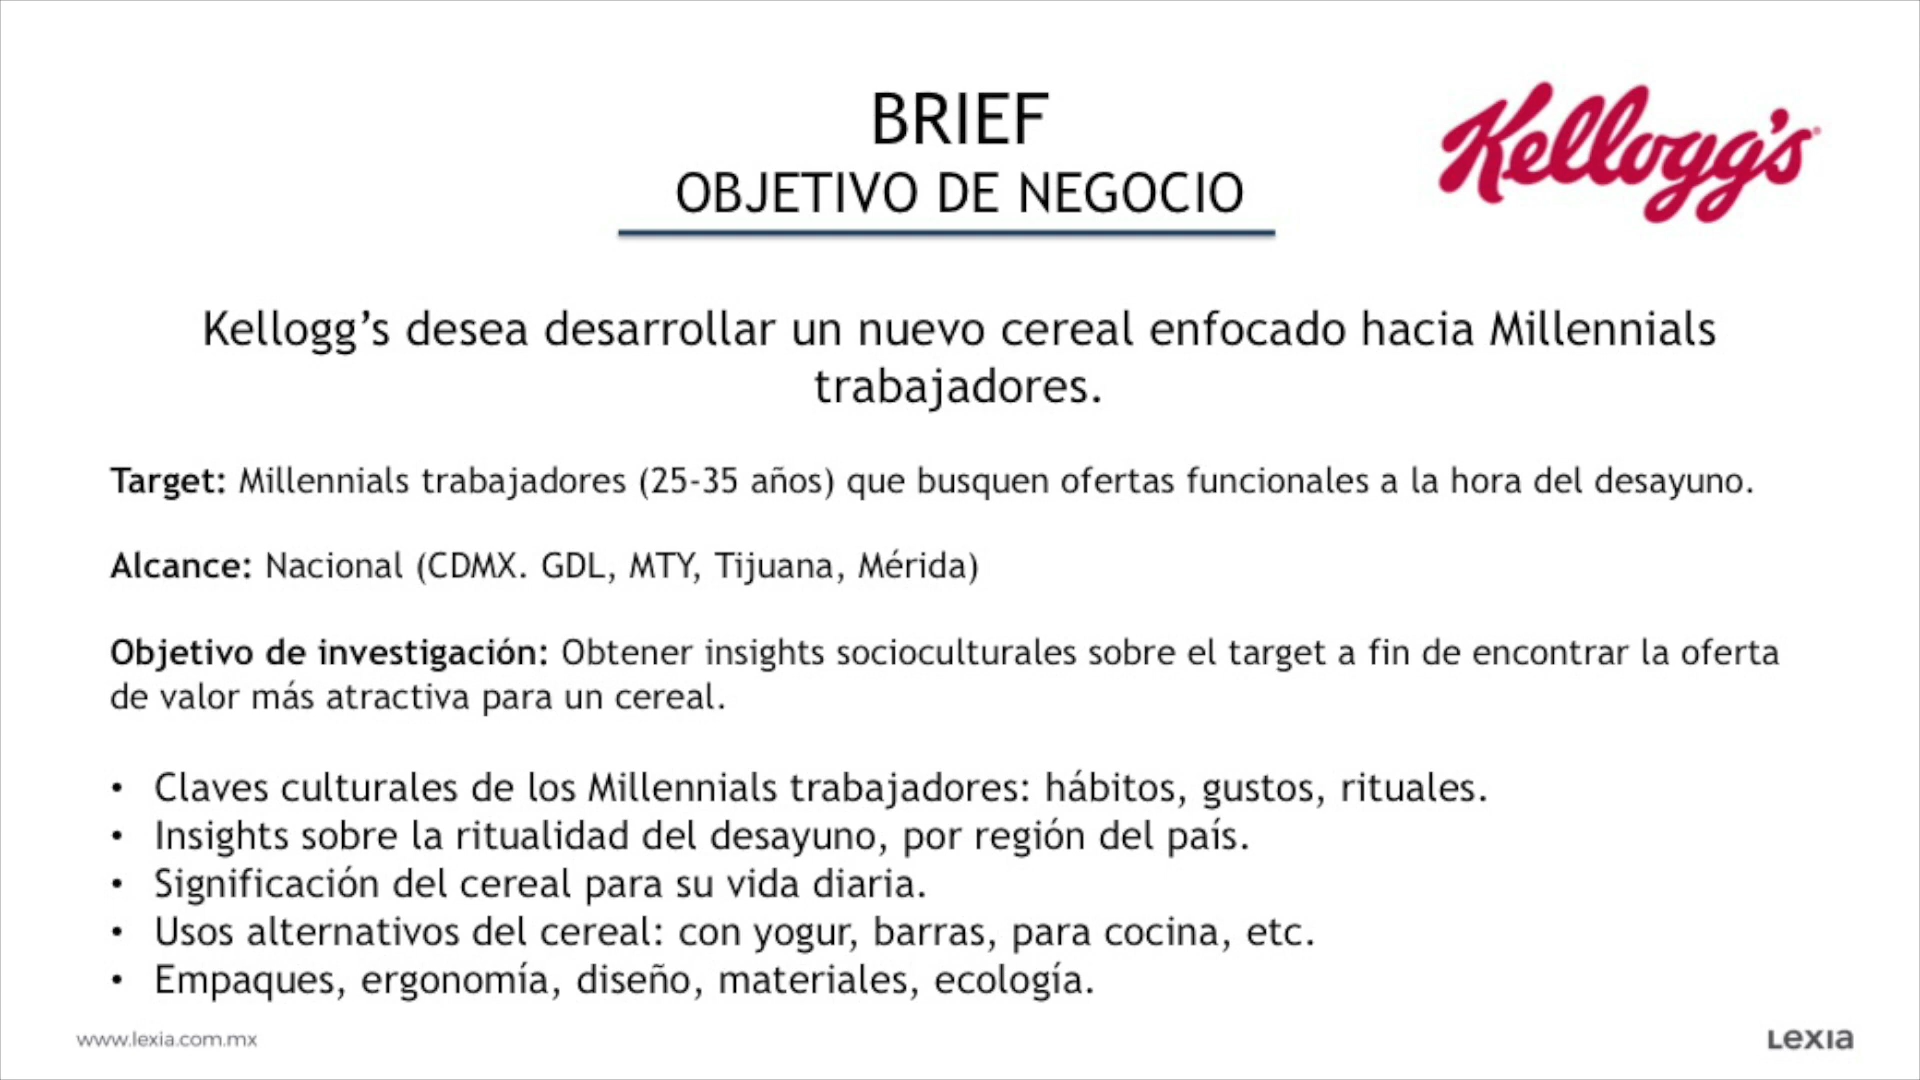 BRIEF
Kellogg's
OBJETIVO DE NEGOCIO
Kellogg’s desea desarrollar un nuevo cereal enfocado hacia Millennials
trabajadores.
Target: Millennials trabajadores (25-35 años) que busquen ofertas funcionales a la hora del desayuno.
Alcance: Nacional (CDMX. GDL, MTY, Tijuana, Mérida)
Objetivo de investigación: Obtener insights socioculturales sobre el target a fin de encontrar la oferta
de valor más atractiva para un cereal.
• Claves culturales de los Millennials trabajadores: hábitos, gustos, rituales.
• Insights sobre la ritualidad del desayuno, por región del país.
• Significación del cereal para su vida diaria.
• Usos alternativos del cereal: con yogur, barras, para cocina, etc.
• Empaques, ergonomía, diseño, materiales, ecología.
www.lexia.com.mx
Lexia